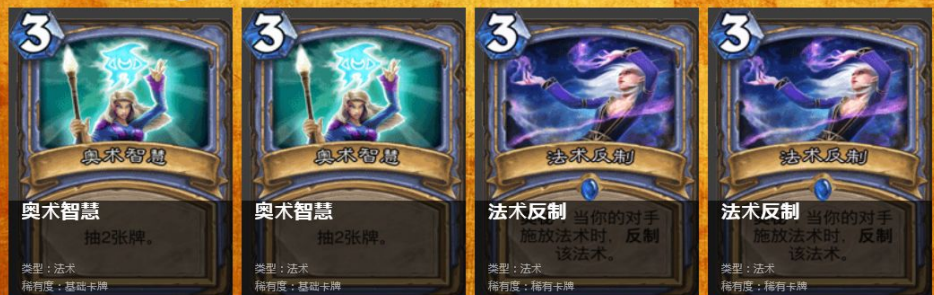 3
奥术智慧
奥术智慧
抽2张牌。
类型：法术
稀有度：基础卡牌
3
奥术智慧
奥术智慧
抽2张牌。
类型：法术
稀有度：基础卡牌
3
法术反制
法术反制
当你的对手
施放法术时，反制
该法术。
类型：法术
稀有度：稀有卡牌
3
法术反制
法术反制
当你的对手
施放法术时，反制
该法术。
类型：法术
稀有度：稀有卡牌